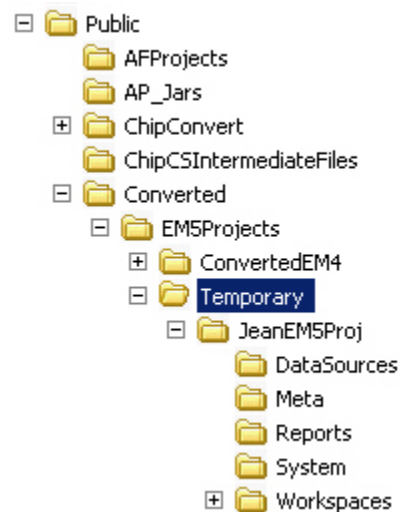 Public
AFProjects
AP_Jars
ChipConvert
ChipCSIntermediateFiles
Converted
EM5Projects
ConvertedEM4
Temporary
JeanEM5Proj
DataSources
Meta
Reports
System
Workspaces